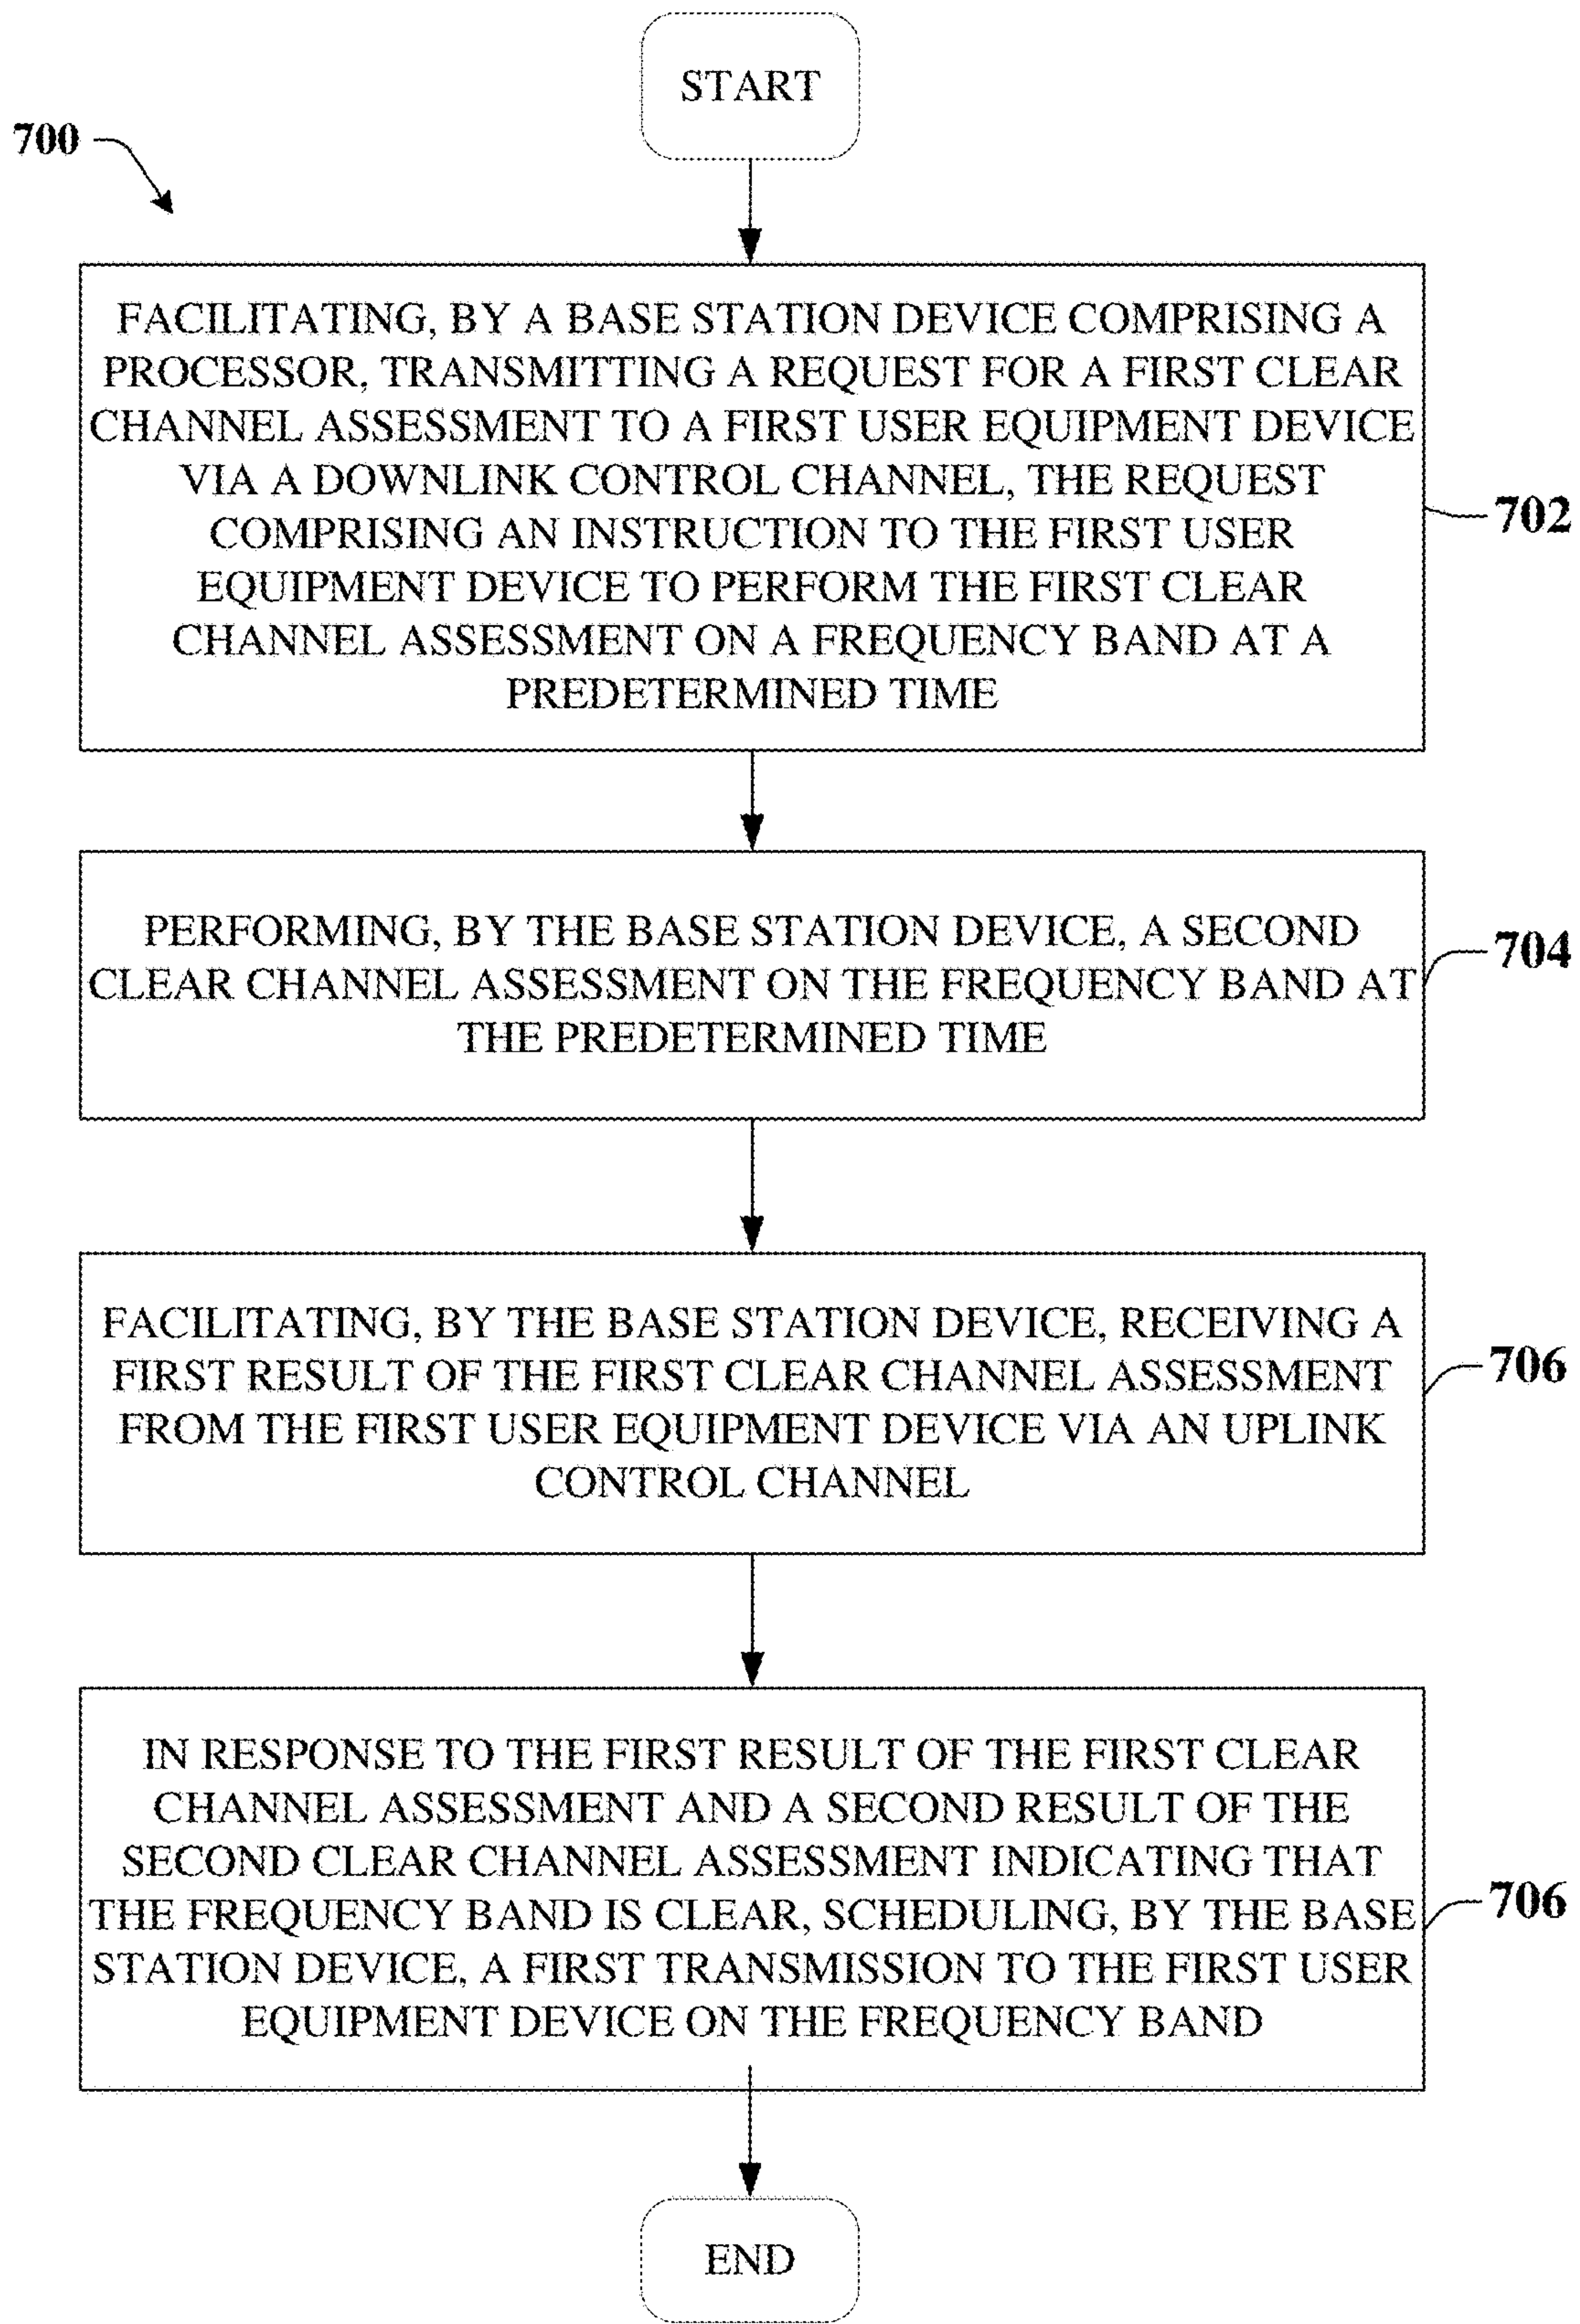 START
700
FACILITATING, BY A BASE STATION DEVICE COMPRISING A
PROCESSOR, TRANSMITTING A REQUEST FOR A FIRST CLEAR
CHANNEL ASSESSMENT TO A FIRST USER EQUIPMENT DEVICE
VIA A DOWNLINK CONTROL CHANNEL, THE REQUEST
COMPRISING AN INSTRUCTION TO THE FIRST USER
EQUIPMENT DEVICE TO PERFORM THE FIRST CLEAR
CHANNEL ASSESSMENT ON A FREQUENCY BAND AT A
PREDETERMINED TIME
702
PERFORMING, BY THE BASE STATION DEVICE, A SECOND
CLEAR CHANNEL ASSESSMENT ON THE FREQUENCY BAND AT
THE PREDETERMINED TIME
704
FACILITATING, BY THE BASE STATION DEVICE, RECEIVING A
FIRST RESULT OF THE FIRST CLEAR CHANNEL ASSESSMENT
FROM THE FIRST USER EQUIPMENT DEVICE VIA AN UPLINK
CONTROL CHANNEL
706
IN RESPONSE TO THE FIRST RESULT OF THE FIRST CLEAR
CHANNEL ASSESSMENT AND A SECOND RESULT OF THE
SECOND CLEAR CHANNEL ASSESSMENT INDICATING THAT
THE FREQUENCY BAND IS CLEAR, SCHEDULING, BY THE BASE
STATION DEVICE, A FIRST TRANSMISSION TO THE FIRST USER
EQUIPMENT DEVICE ON THE FREQUENCY BAND
706
END